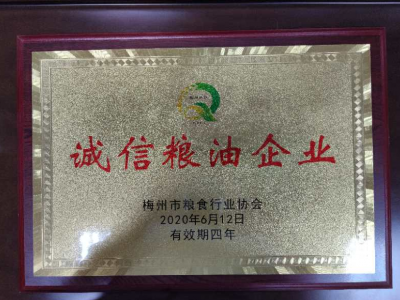 诚信粮油企业
梅州市粮食行业协会
2020年6月12日
有效期四年